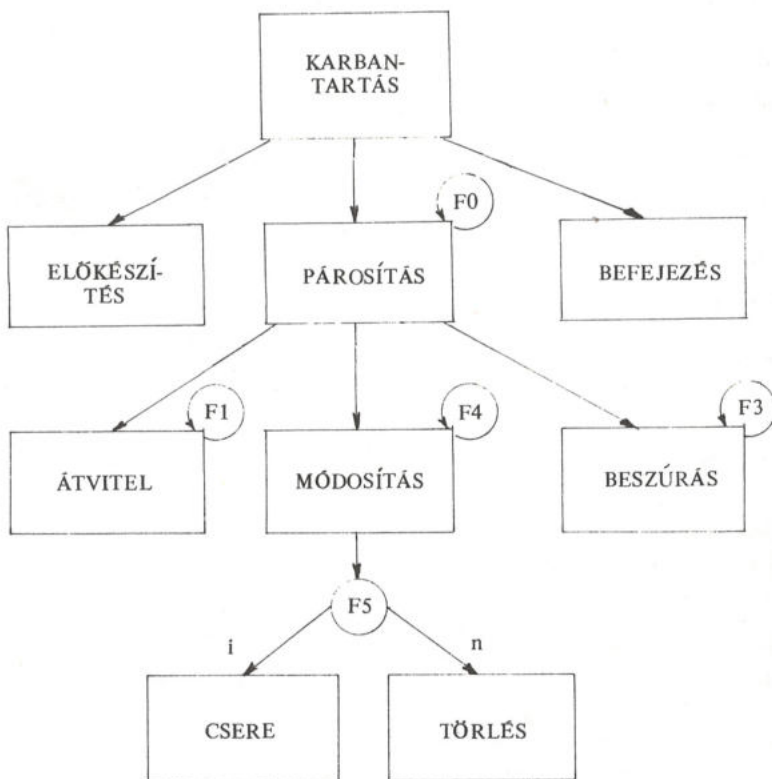 KARBAN-
TARTÁS
F0
ELŐKÉSZÍ-
TÉS
PÁROSÍTÁS
BEFEJEZÉS
F1
F4
F3
ÁTVITEL
MÓDOSÍTÁS
BESZÚRÁS
F5
i
n
CSERE
TÖRLÉS